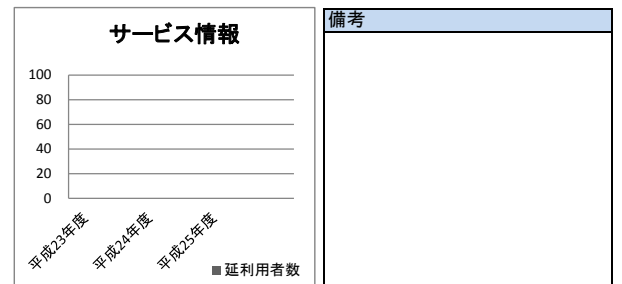 サービス情報
100
80
60
40
20
0
平成23年度
平成24年度
平成25年度
延利用者数
備考